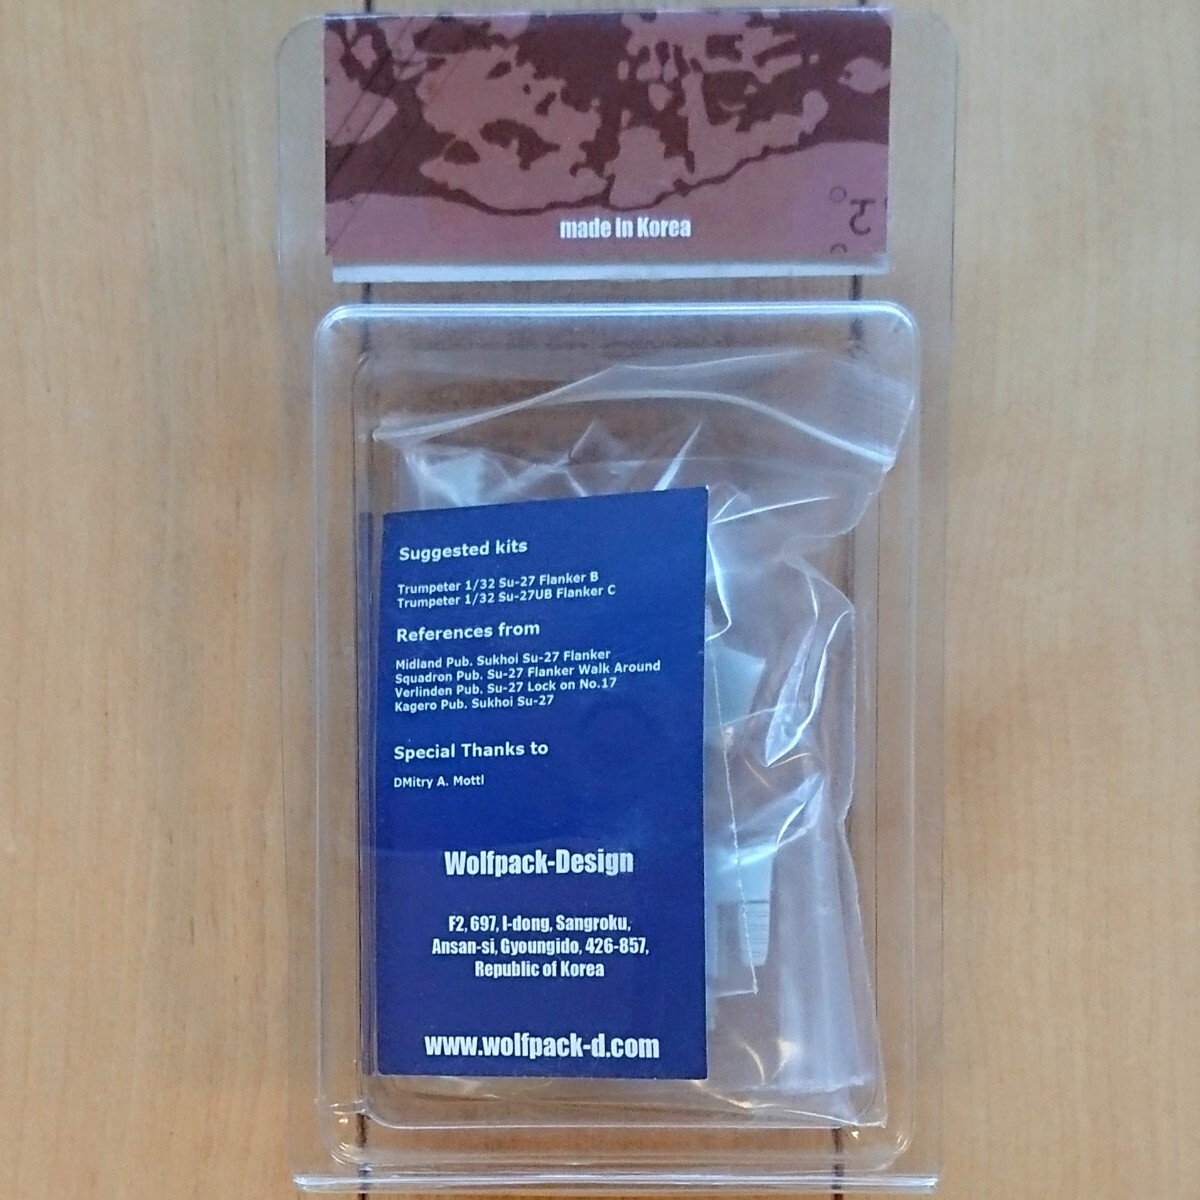 made in Korea
Suggested kits
Trumpeter 1/32 Su-27 Flanker B
Trumpeter 1/32 Su-27UB Flanker C
References from
Midland Pub. Sukhoi Su-27 Flanker
Squadron Pub. Su-27 Flanker Walk Around
Verlinden Pub. Su-27 Lock on No.17
Kagero Pub. Sukhoi Su-27
Special Thanks to
DMitry A. Mottl
Wolfpack-Design
F2, 697, I-dong, Sangroku,
Ansan-si, Gyoungido, 426-857,
Republic of Korea
www.wolfpack-d.com